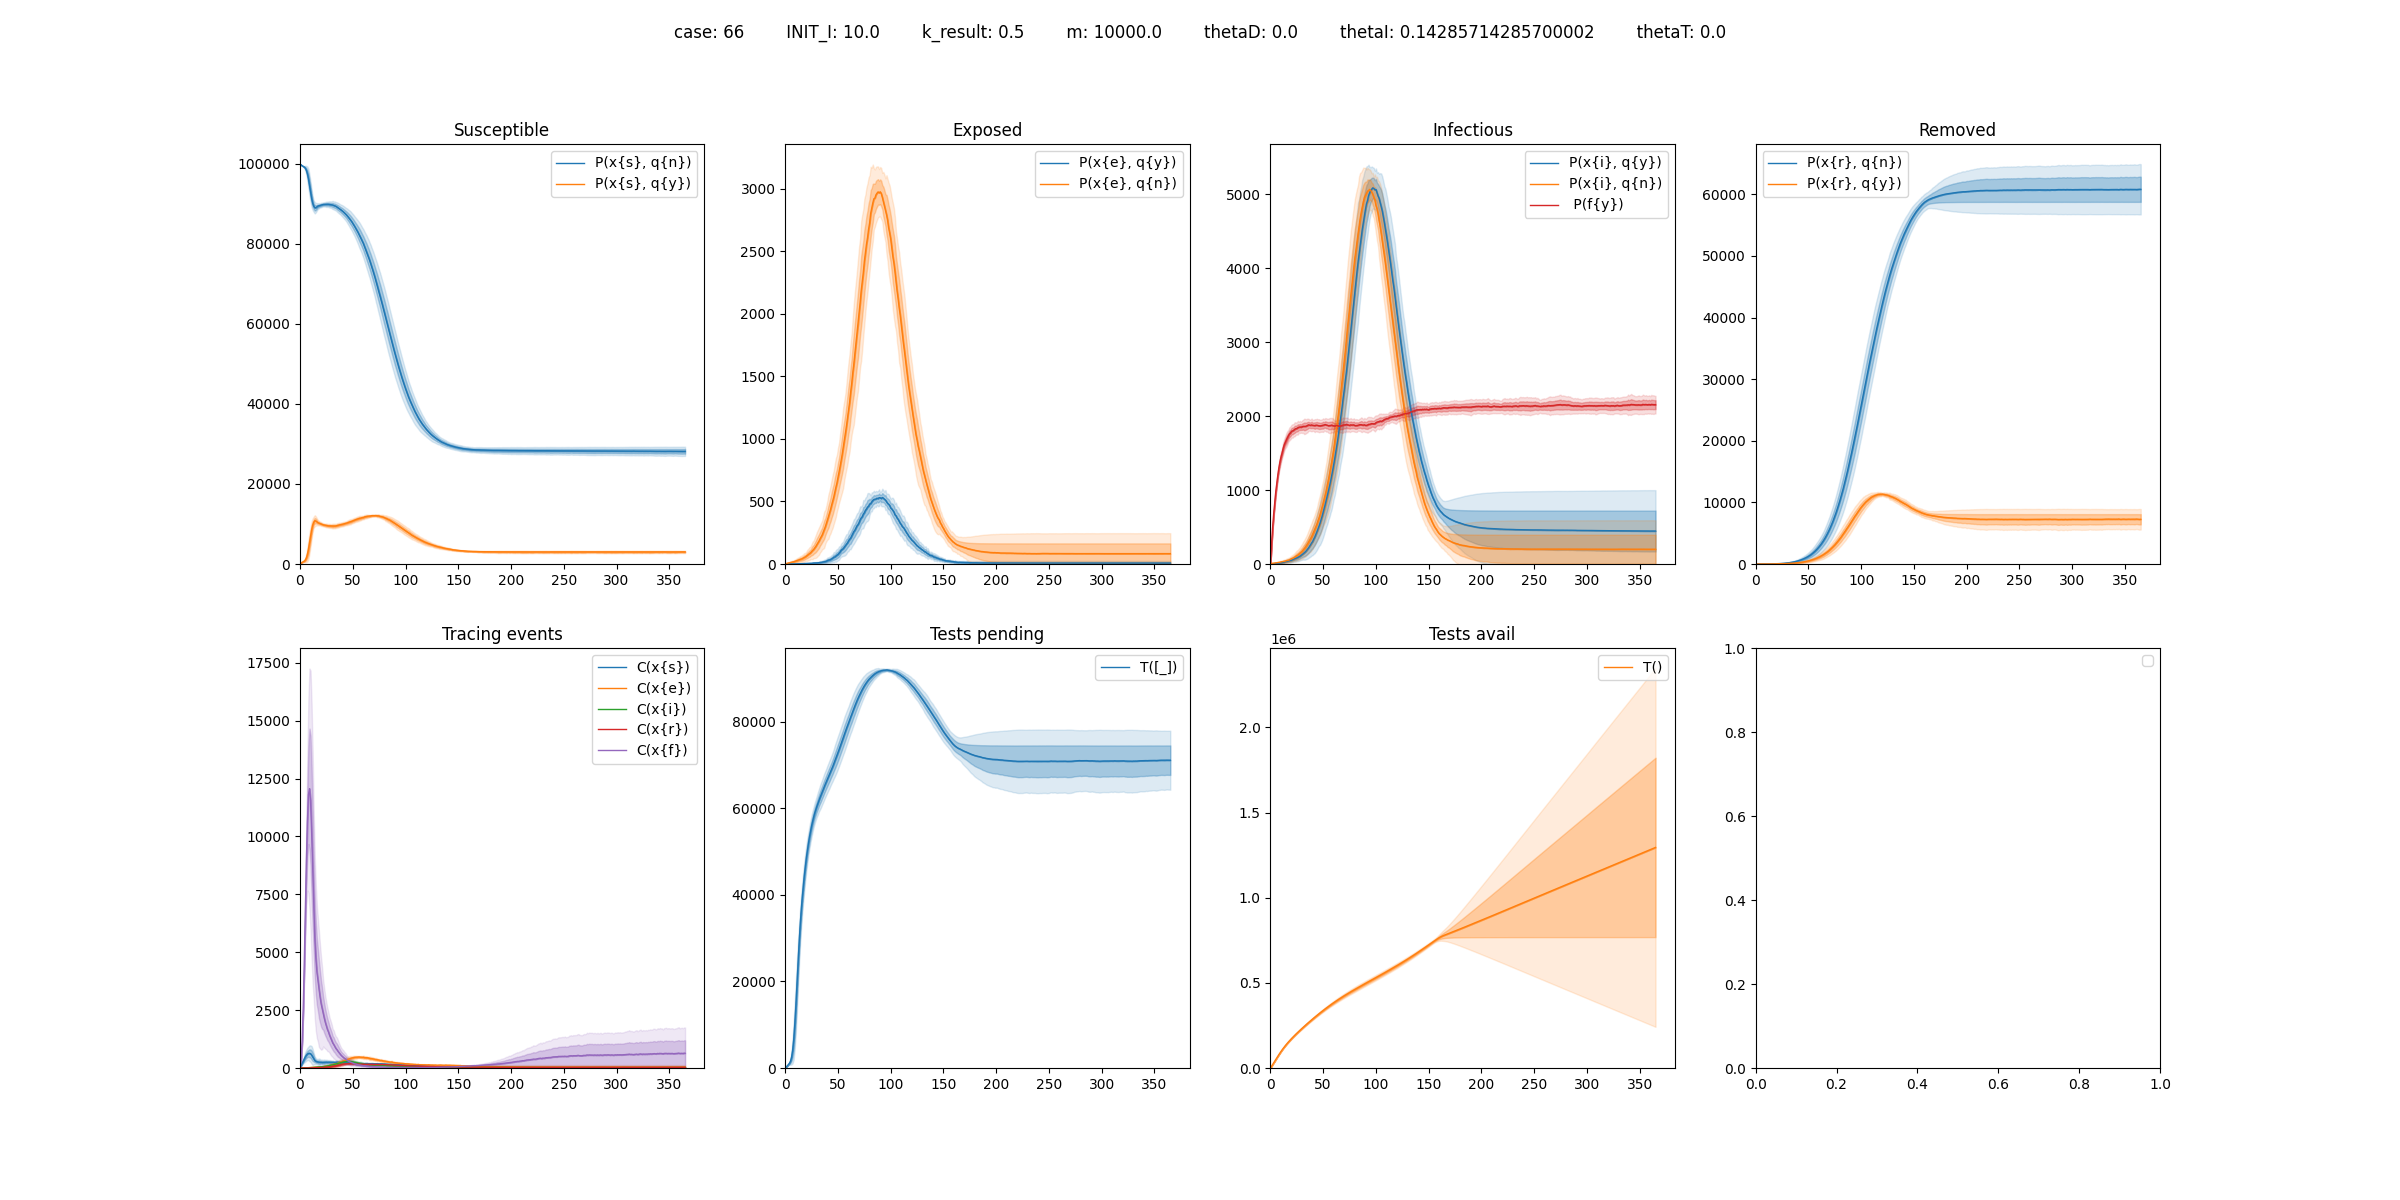 case: 66 INIT_I: 10.0 k_result: 0.5 m: 10000.0 thetaD: 0.0 thetaI: 0.14285714285700002 thetaT: 0.0
Susceptible
100000
80000
60000
40000
20000
0
0 50 100 150 200 250 300 350
P(x{s}, q{n})
P(x{s}, q{y})
Exposed
3000
2500
2000
1500
1000
500
0
0 50 100 150 200 250 300 350
P(x{e}, q{y})
P(x{e}, q{n})
Infectious
5000
4000
3000
2000
1000
0
0 50 100 150 200 250 300 350
P(x{i}, q{y})
P(x{i}, q{n})
P(f{y})
Removed
60000
50000
40000
30000
20000
10000
0
0 50 100 150 200 250 300 350
P(x{r}, q{n})
P(x{r}, q{y})
Tracing events
17500
15000
12500
10000
7500
5000
2500
0
0 50 100 150 200 250 300 350
C(x{s})
C(x{e})
C(x{i})
C(x{r})
C(x{f})
Tests pending
80000
60000
40000
20000
0
0 50 100 150 200 250 300 350
T([_])
Tests avail
1e6
2.0
1.5
1.0
0.5
0.0
0 50 100 150 200 250 300 350
T()
1.0
0.8
0.6
0.4
0.2
0.0
0.0 0.2 0.4 0.6 0.8 1.0